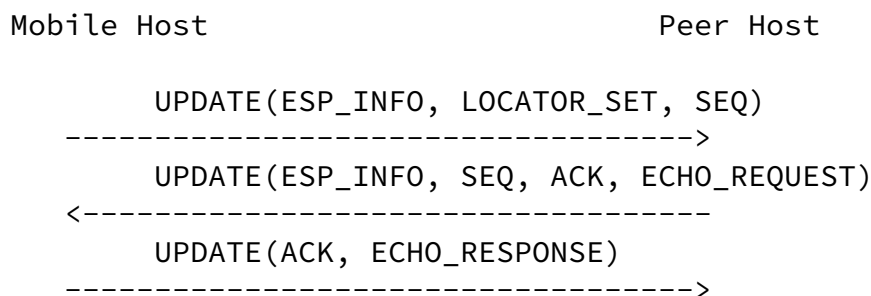 Mobile Host                         Peer Host
UPDATE(ESP_INFO, LOCATOR_SET, SEQ)
----------------------------------->
UPDATE(ESP_INFO, SEQ, ACK, ECHO_REQUEST)
<-----------------------------------
UPDATE(ACK, ECHO_RESPONSE)
----------------------------------->